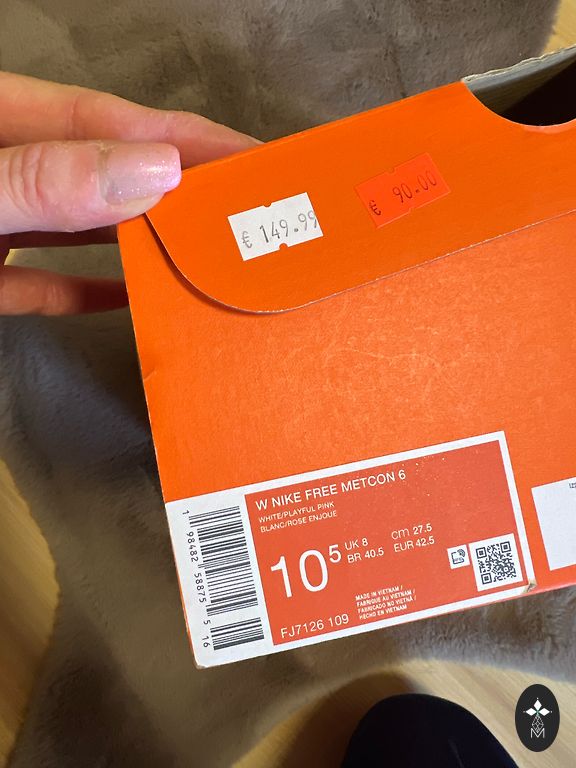 € 149.99
€ 90.00
W NIKE FREE METCON 6
WHITE/PLAYFUL PINK
BLANC/ROSE ENJOUE
10⁵
UK 8
BR 40.5
cm 27.5
EUR 42.5
MADE IN VIETNAM /
FABRIQUE AU VIETNAM /
FABRICADO NO VIETNÃ /
HECHO EN VIETNAM
FJ7126 109
1 98482 58875 5 16